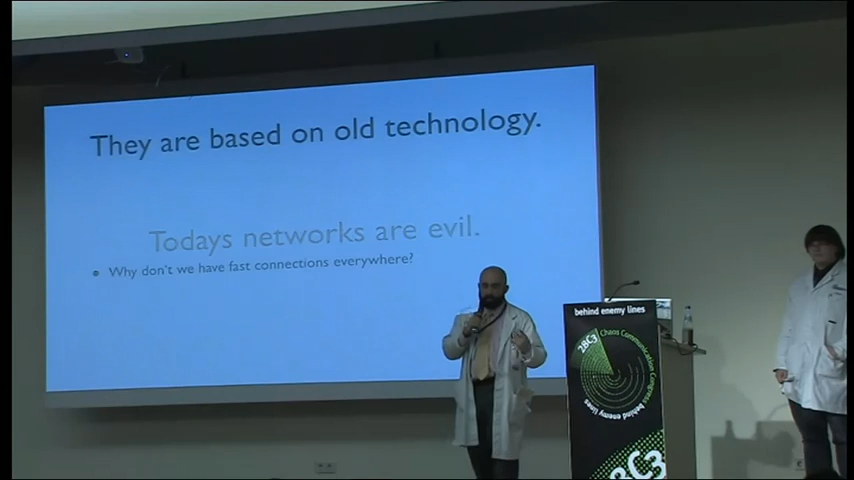 They are based on old technology.
Todays networks are evil.
• Why don't we have fast connections everywhere?
behind enemy lines
28C3 Chaos Communication Congress
behind enemy lines
28C3